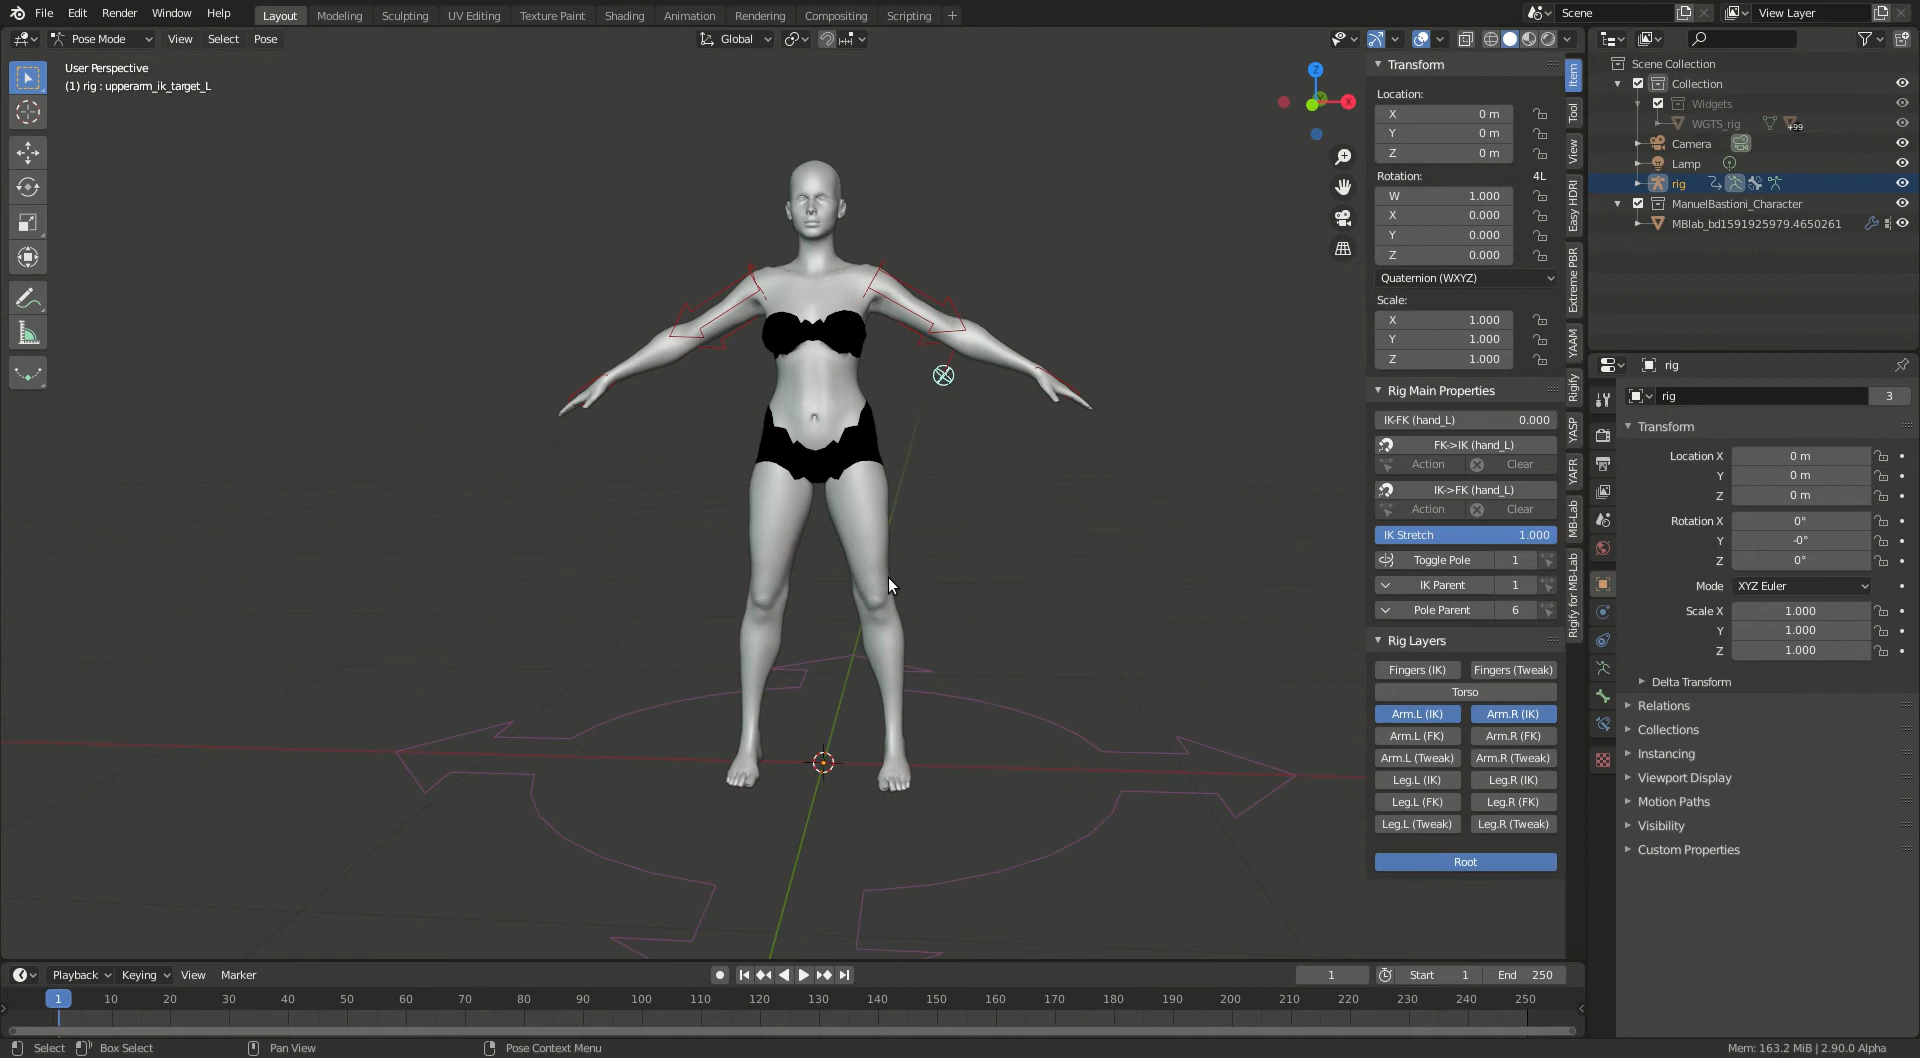 File Edit Render Window Help Layout Modeling Sculpting UV Editing Texture Paint Shading Animation Rendering Compositing Scripting + Scene View Layer
Pose Mode View Select Pose Global
User Perspective
(1) rig : upperarm_ik_target_L
Z
X
Transform
Location:
X 0 m
Y 0 m
Z 0 m
Rotation: 4L
W 1.000
X 0.000
Y 0.000
Z 0.000
Quaternion (WXYZ)
Scale:
X 1.000
Y 1.000
Z 1.000
Rig Main Properties
IK-FK (hand_L) 0.000
FK->IK (hand_L)
Action Clear
IK->FK (hand_L)
Action Clear
IK Stretch 1.000
Toggle Pole 1
IK Parent 1
Pole Parent 6
Rig Layers
Fingers (IK) Fingers (Tweak)
Torso
Arm.L (IK) Arm.R (IK)
Arm.L (FK) Arm.R (FK)
Arm.L (Tweak) Arm.R (Tweak)
Leg.L (IK) Leg.R (IK)
Leg.L (FK) Leg.R (FK)
Leg.L (Tweak) Leg.R (Tweak)
Root
Item
Tool
View
Easy HDRI
Extreme PBR
YAAM
Rigify
YASP
YAFR
MB-Lab
Rigify for MB-Lab
Scene Collection
Collection
Widgets
WGTS_rig +99
Camera
Lamp
rig
ManuelBastioni_Character
MBlab_bd1591925979.4650261
rig
rig 3
Transform
Location X 0 m
Y 0 m
Z 0 m
Rotation X 0°
Y -0°
Z 0°
Mode XYZ Euler
Scale X 1.000
Y 1.000
Z 1.000
Delta Transform
Relations
Collections
Instancing
Viewport Display
Motion Paths
Visibility
Custom Properties
Playback Keying View Marker 1 Start 1 End 250
1 10 20 30 40 50 60 70 80 90 100 110 120 130 140 150 160 170 180 190 200 210 220 230 240 250
Select Box Select Pan View Pose Context Menu Mem: 163.2 MiB | 2.90.0 Alpha